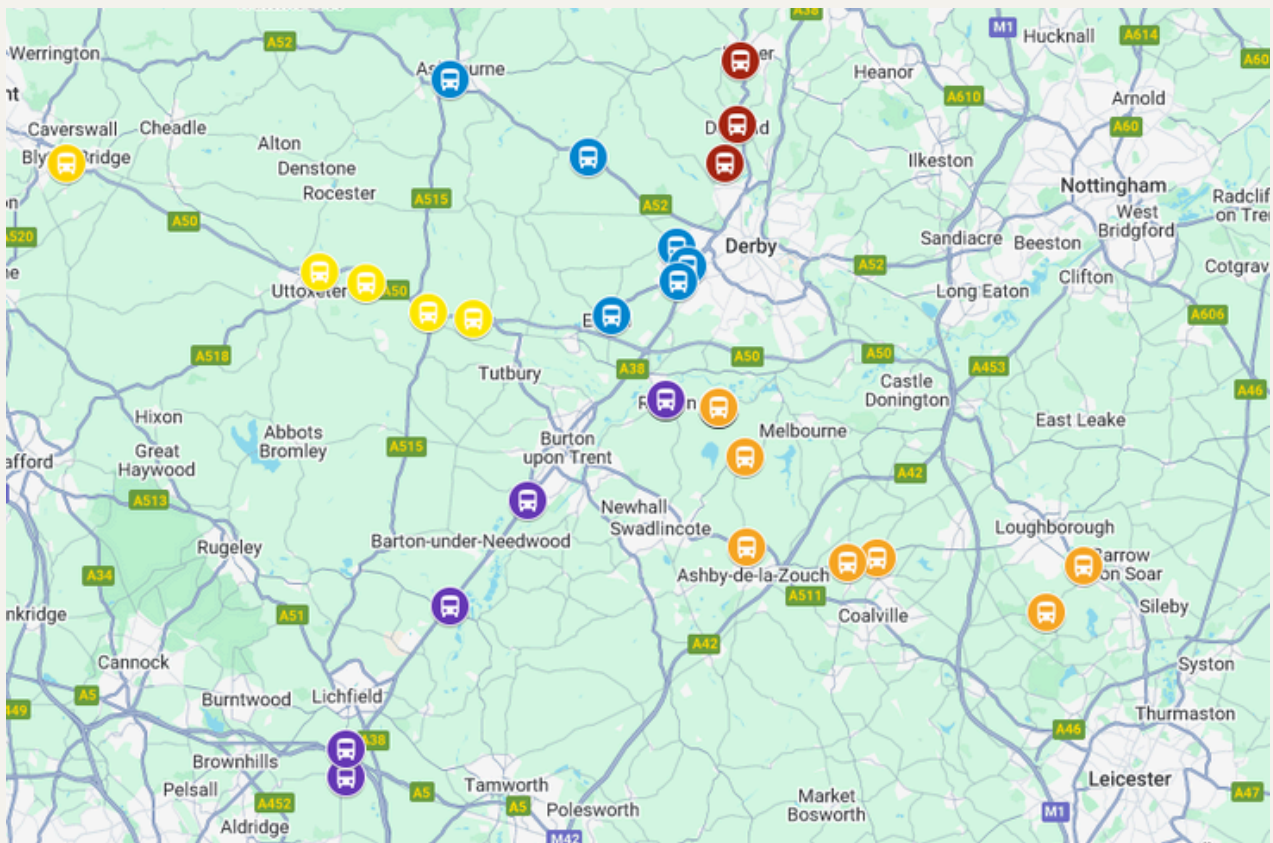 A38
M1
Hucknall
A614
A52
Werrington
A60
Heanor
A610
Arnold
Caverswall
Cheadle
A60
Alton
Ilkeston
Denstone
Rocester
A515
Nottingham
A52
West
Bridgford
A50
Derby
Sandiacre
Beeston
A52
Clifton
Uttoxeter
A50
Long Eaton
A606
A518
A50
A50
A38
A453
Tutbury
Castle
Donington
A46
Hixon
East Leake
Abbots
Bromley
Melbourne
Burton
upon Trent
A515
Great
Haywood
A42
A513
Newhall
Swadlincote
Loughborough
Barton-under-Needwood
Rugeley
A34
Ashby-de-la-Zouch
A511
Sileby
A51
Coalville
A42
Cannock
Syston
A5
Burntwood
Lichfield
Thurmaston
A46
A38
Brownhills
Pelsall
Tamworth
Leicester
A5
A5
A452
Market
Bosworth
Polesworth
M1
A47
Aldridge
M42